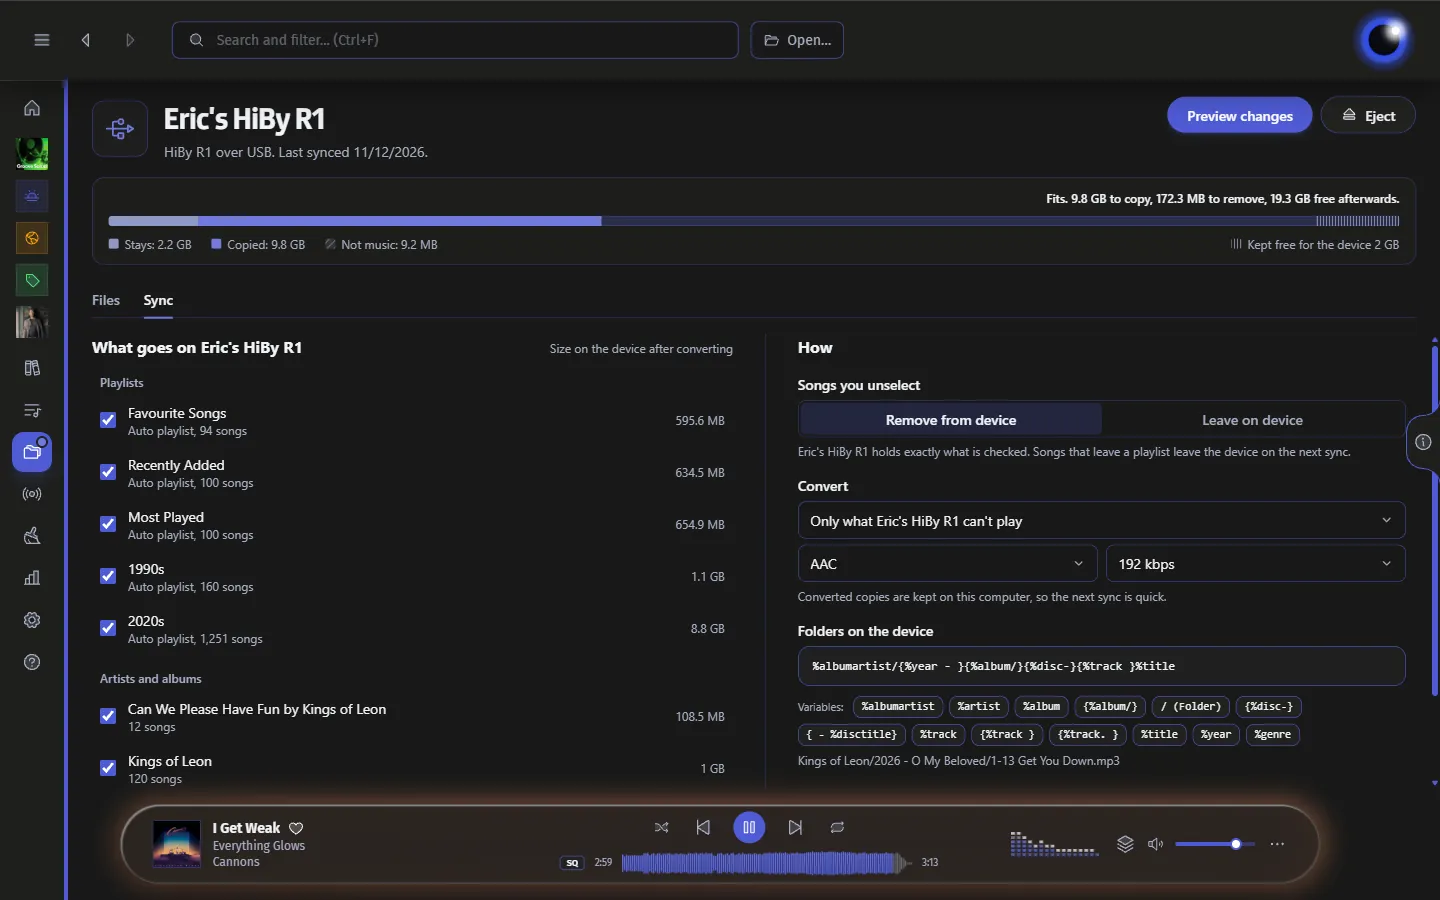 Search and filter... (Ctrl+F)
Open...
Eric's HiBy R1
HiBy R1 over USB. Last synced 11/12/2026.
Preview changes
Eject
Fits. 9.8 GB to copy, 172.3 MB to remove, 19.3 GB free afterwards.
Stays: 2.2 GB
Copied: 9.8 GB
Not music: 9.2 MB
Kept free for the device 2 GB
Files
Sync
What goes on Eric's HiBy R1
Size on the device after converting
Playlists
Favourite Songs
Auto playlist, 94 songs
595.6 MB
Recently Added
Auto playlist, 100 songs
634.5 MB
Most Played
Auto playlist, 100 songs
654.9 MB
1990s
Auto playlist, 160 songs
1.1 GB
2020s
Auto playlist, 1,251 songs
8.8 GB
Artists and albums
Can We Please Have Fun by Kings of Leon
12 songs
108.5 MB
Kings of Leon
120 songs
1 GB
How
Songs you unselect
Remove from device
Leave on device
Eric's HiBy R1 holds exactly what is checked. Songs that leave a playlist leave the device on the next sync.
Convert
Only what Eric's HiBy R1 can't play
AAC
192 kbps
Converted copies are kept on this computer, so the next sync is quick.
Folders on the device
%albumartist/{%year - }{%album/}{%disc-}{%track }%title
Variables: %albumartist %artist %album {%album/} / (Folder) {%disc-}
{ - %disctitle} %track {%track } {%track. } %title %year %genre
Kings of Leon/2026 - O My Beloved/1-13 Get You Down.mp3
I Get Weak
Everything Glows
Cannons
SQ
2:59
3:13